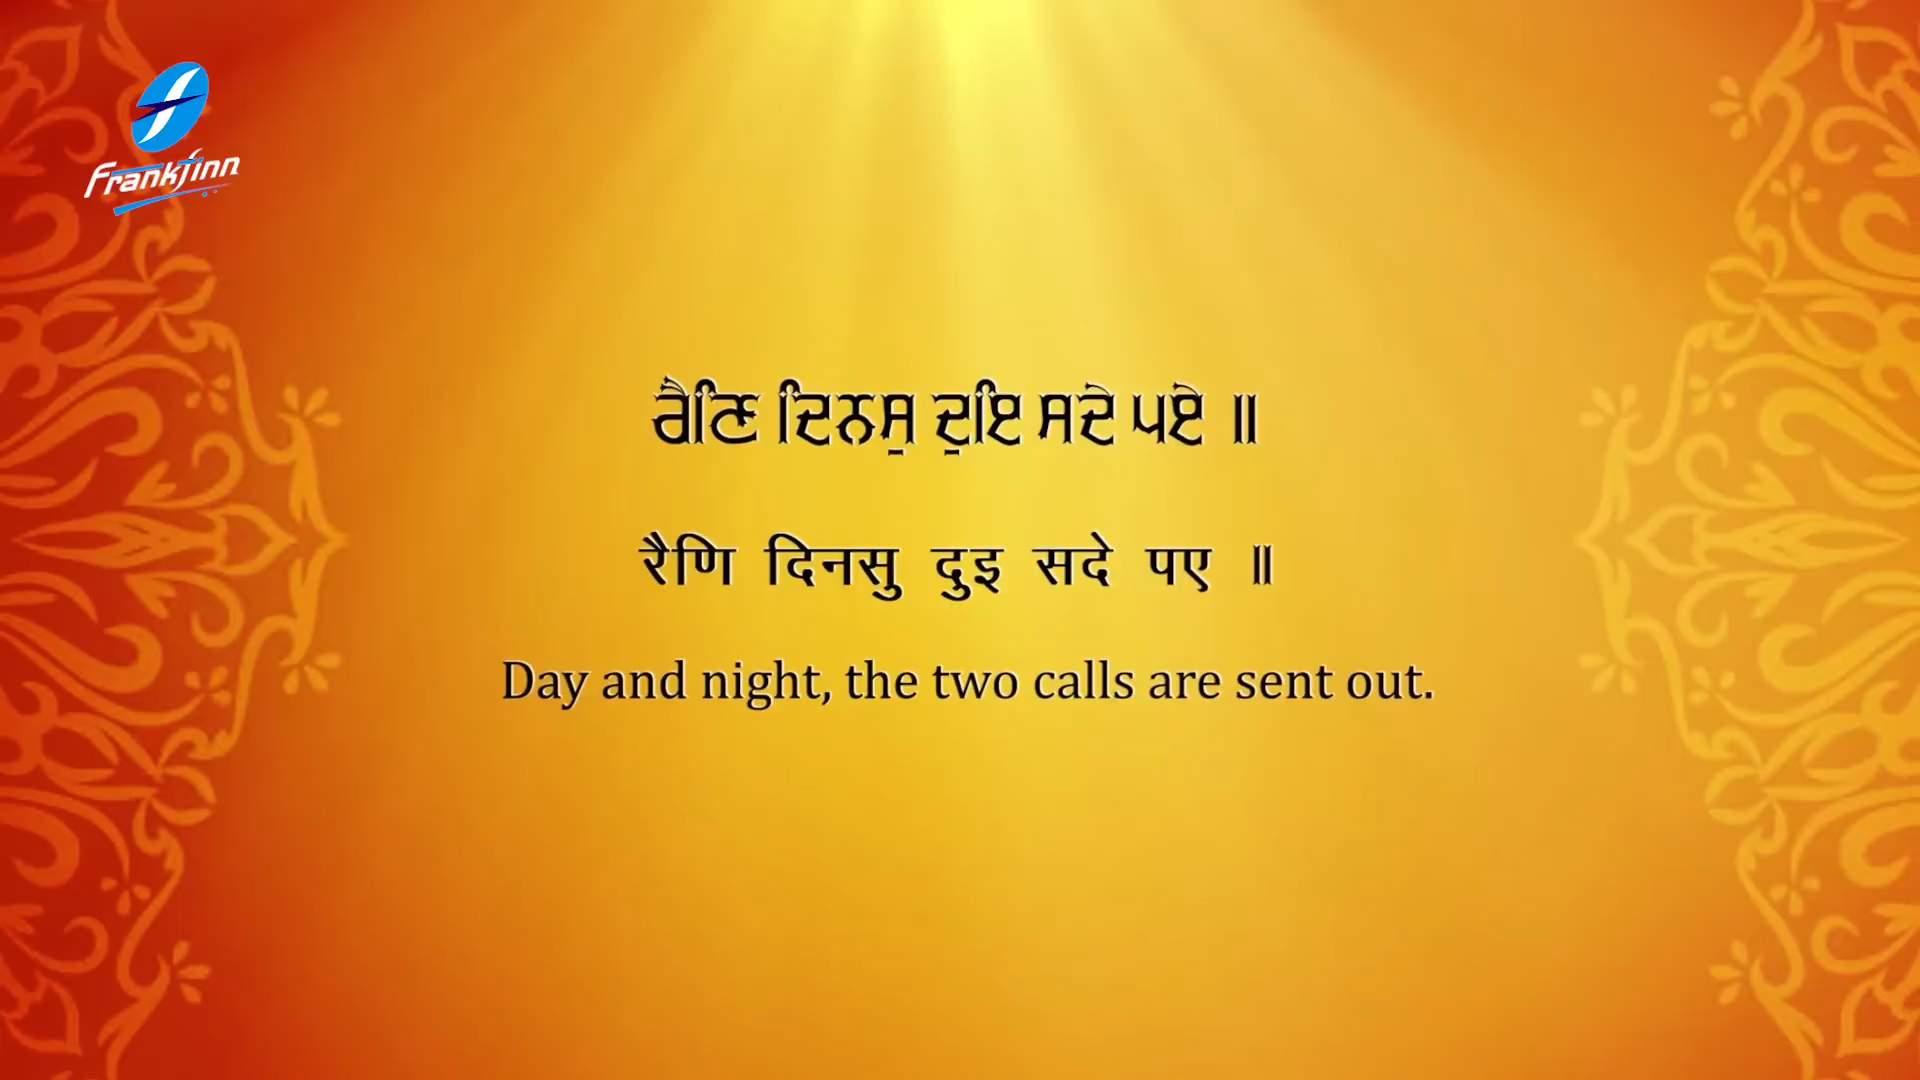 Frankfinn
ਰੈਣਿ ਦਿਨਸੁ ਦੁਇ ਸਦੇ ਪਏ ॥
रैणि दिनसु दुइ सदे पए ॥
Day and night, the two calls are sent out.